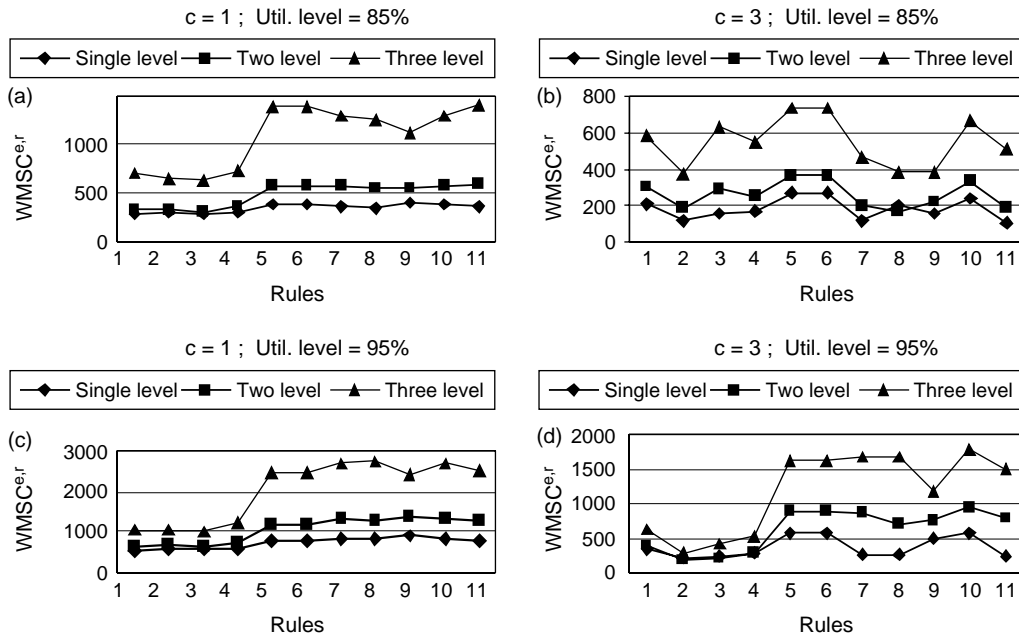 c = 1 ; Util. level = 85%
Single level Two level Three level
(a)
WMSC^e,r
1000
500
0
1 2 3 4 5 6 7 8 9 10 11
Rules
c = 3 ; Util. level = 85%
Single level Two level Three level
(b)
WMSC^e,r
800
600
400
200
0
1 2 3 4 5 6 7 8 9 10 11
Rules
c = 1 ; Util. level = 95%
Single level Two level Three level
(c)
WMSC^e,r
3000
2000
1000
0
1 2 3 4 5 6 7 8 9 10 11
Rules
c = 3 ; Util. level = 95%
Single level Two level Three level
(d)
WMSC^e,r
2000
1500
1000
500
0
1 2 3 4 5 6 7 8 9 10 11
Rules